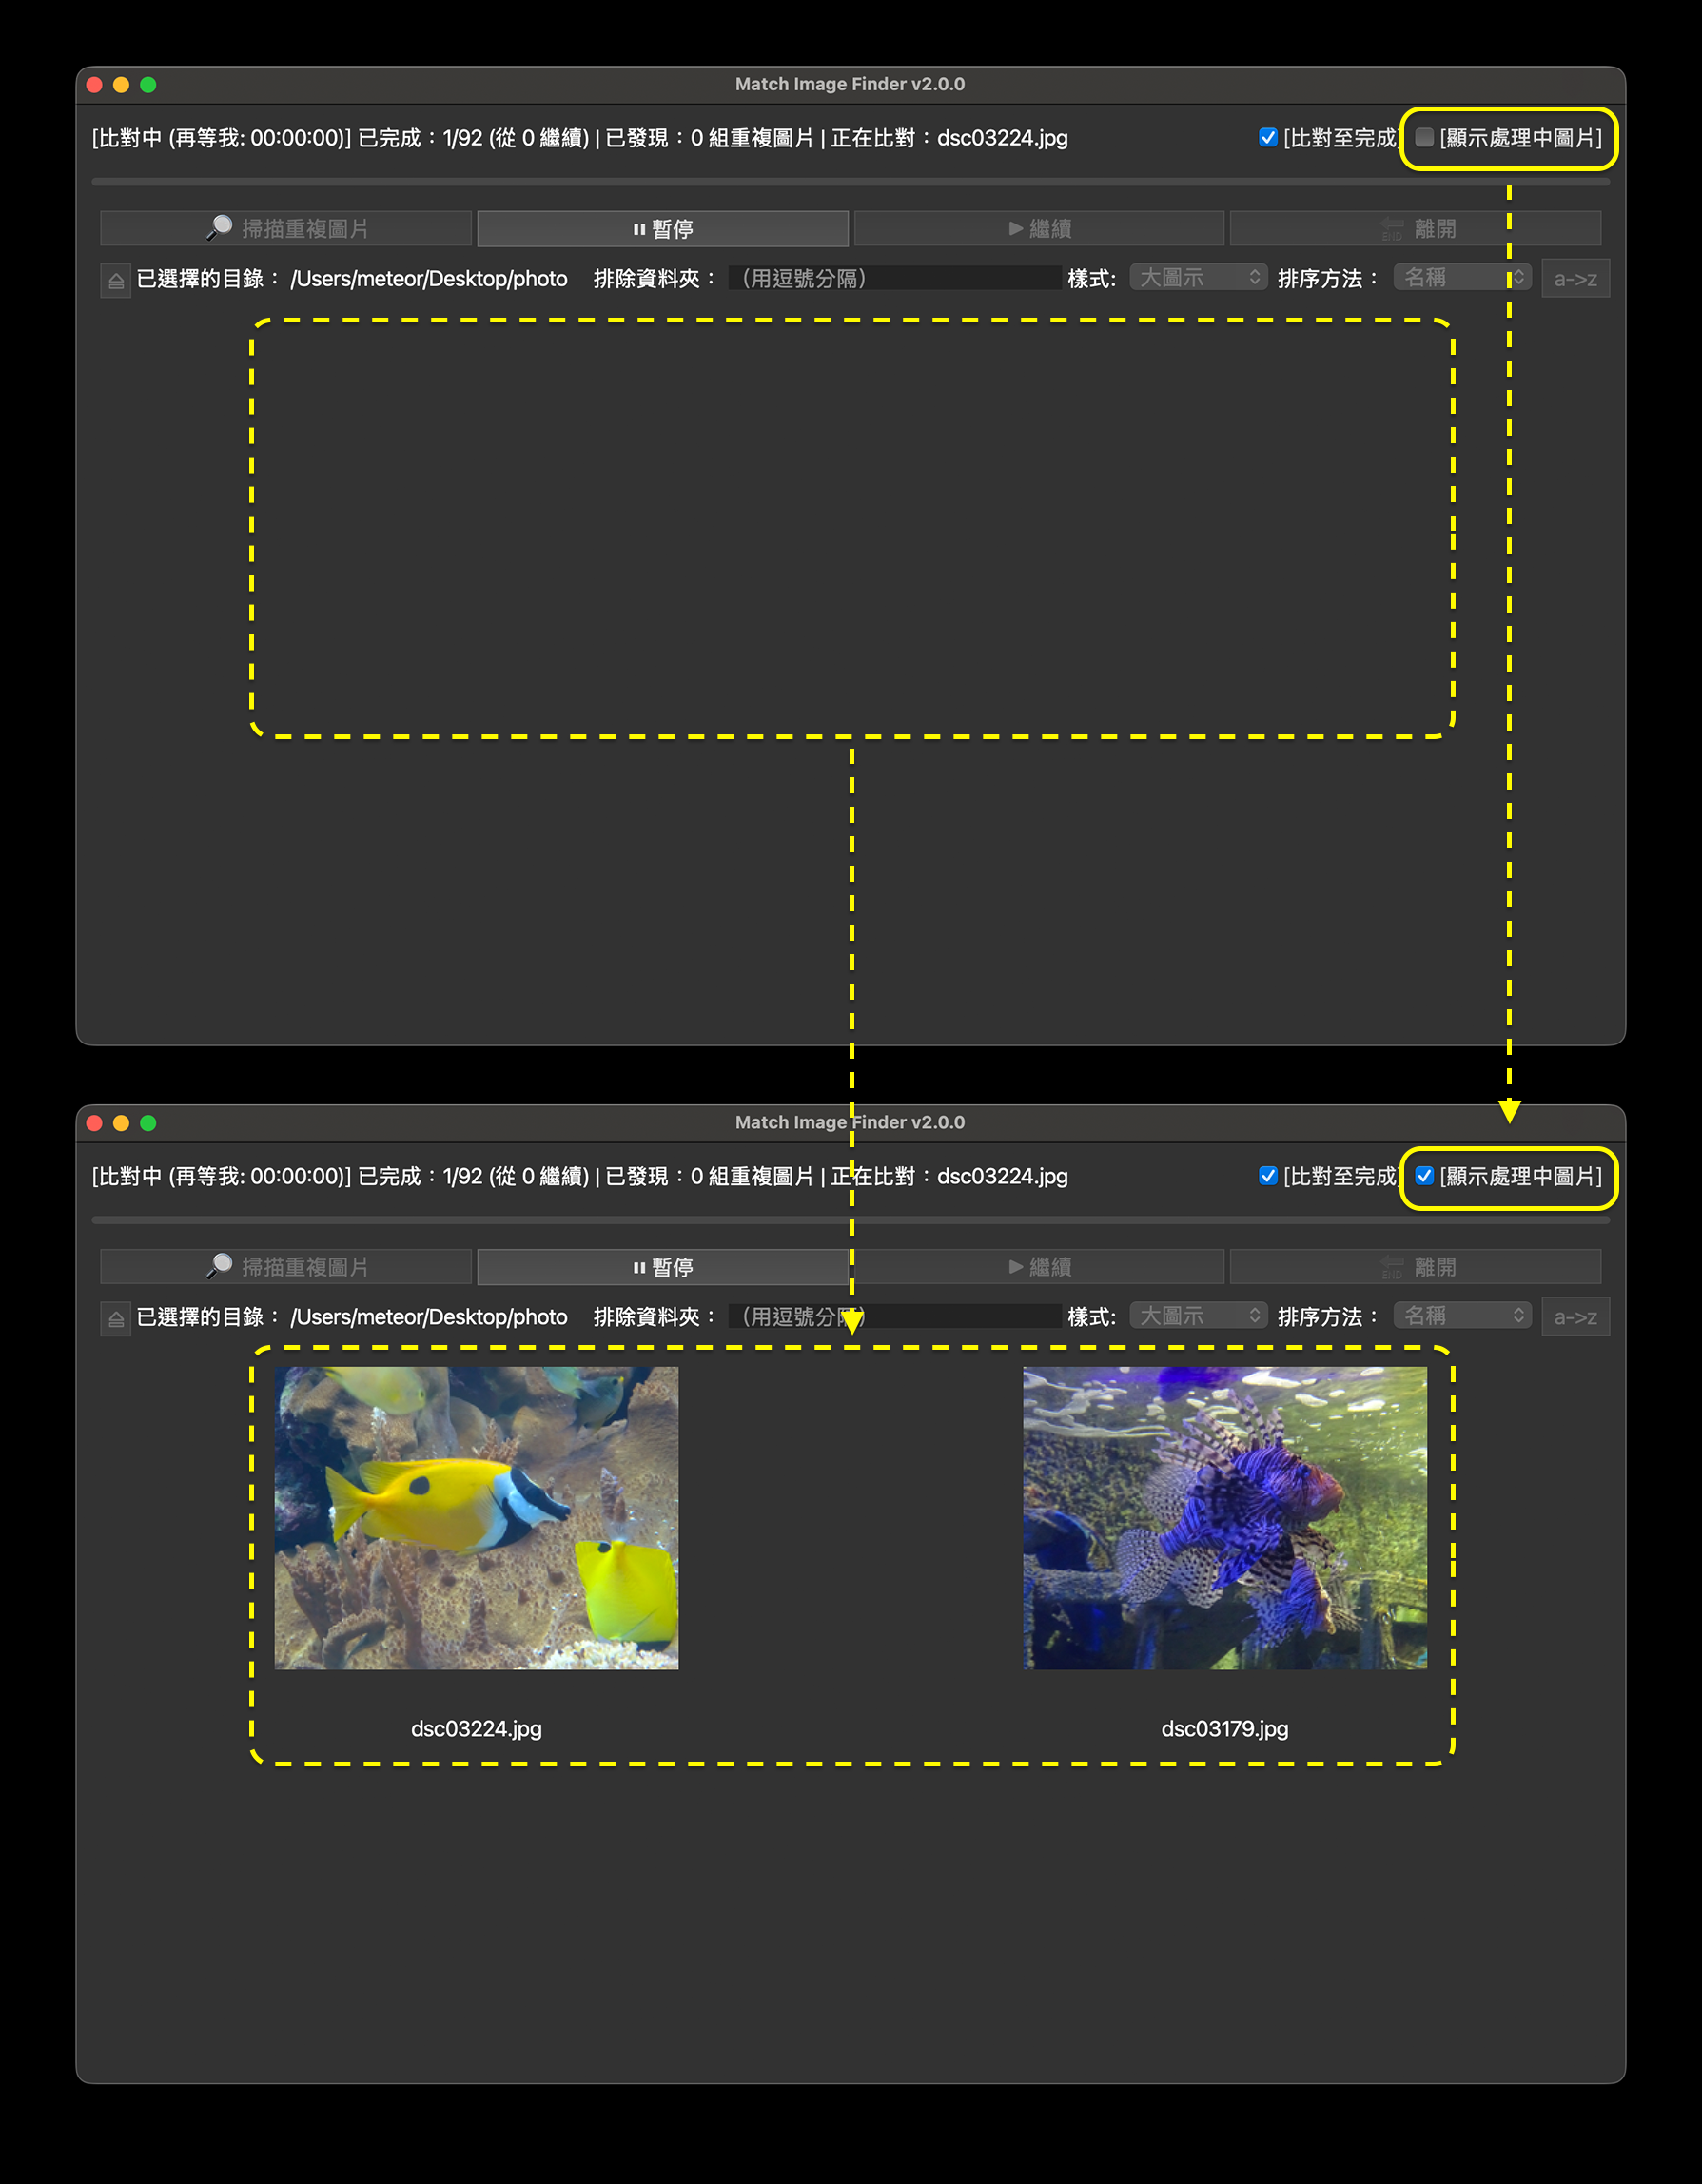 Match Image Finder v2.0.0
[比對中 (再等我: 00:00:00)] 已完成：1/92 (從 0 繼續) | 已發現：0 組重複圖片 | 正在比對：dsc03224.jpg [比對至完成] [顯示處理中圖片]
掃描重複圖片 暫停 繼續 END 離開
已選擇的目錄： /Users/meteor/Desktop/photo 排除資料夾： (用逗號分隔) 樣式: 大圖示 排序方法： 名稱 a->z
Match Image Finder v2.0.0
[比對中 (再等我: 00:00:00)] 已完成：1/92 (從 0 繼續) | 已發現：0 組重複圖片 | 正在比對：dsc03224.jpg [比對至完成] [顯示處理中圖片]
掃描重複圖片 暫停 繼續 END 離開
已選擇的目錄： /Users/meteor/Desktop/photo 排除資料夾： (用逗號分隔) 樣式: 大圖示 排序方法： 名稱 a->z
dsc03224.jpg dsc03179.jpg